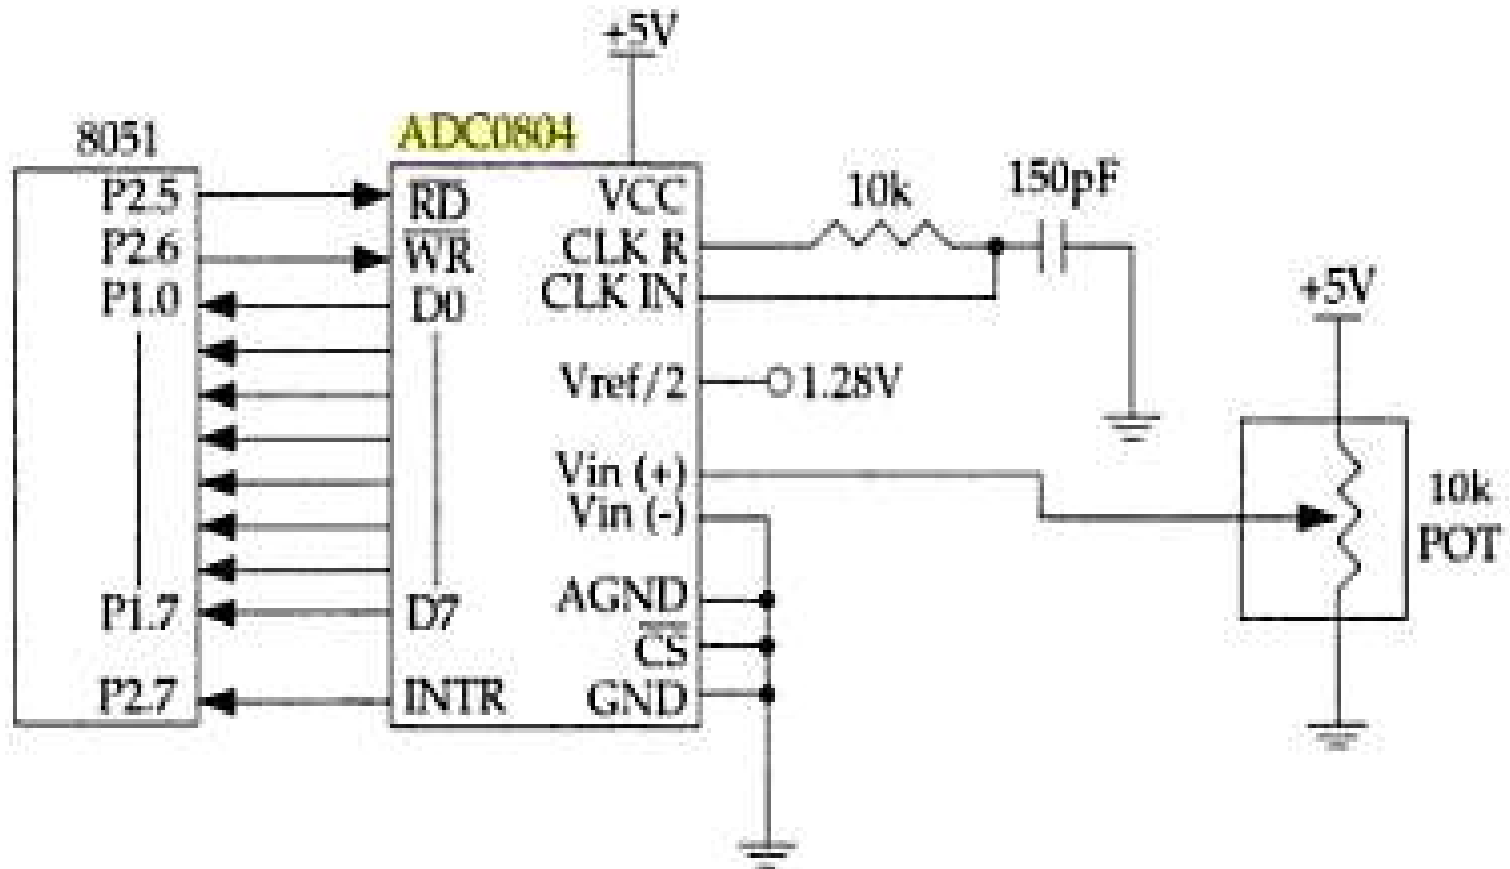 +5V
8051
ADC0804
P2.5
RD
VCC
10k
150pF
P2.6
WR
CLK R
P1.0
D0
CLK IN
+5V
Vref/2
1.28V
Vin (+)
Vin (-)
10k
POT
P1.7
D7
AGND
CS
P2.7
INTR
GND